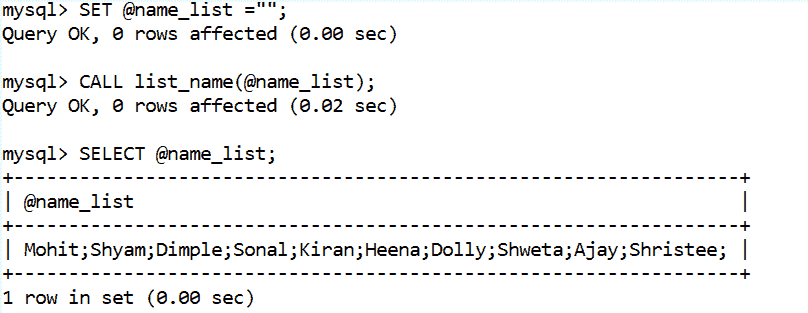 mysql> SET @name_list ="";
Query OK, 0 rows affected (0.00 sec)
mysql> CALL list_name(@name_list);
Query OK, 0 rows affected (0.02 sec)
mysql> SELECT @name_list;
+------------------------------------------------------------------+
| @name_list                                                       |
+------------------------------------------------------------------+
| Mohit;Shyam;Dimple;Sonal;Kiran;Heena;Dolly;Shweta;Ajay;Shristee; |
+------------------------------------------------------------------+
1 row in set (0.00 sec)